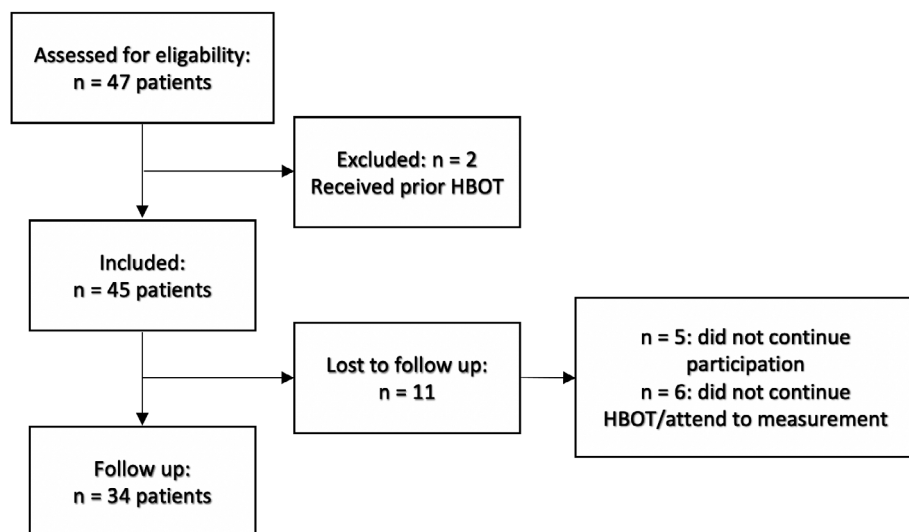 Assessed for eligability:
n = 47 patients
Excluded: n = 2
Received prior HBOT
Included:
n = 45 patients
Lost to follow up:
n = 11
n = 5: did not continue
participation
n = 6: did not continue
HBOT/attend to measurement
Follow up:
n = 34 patients